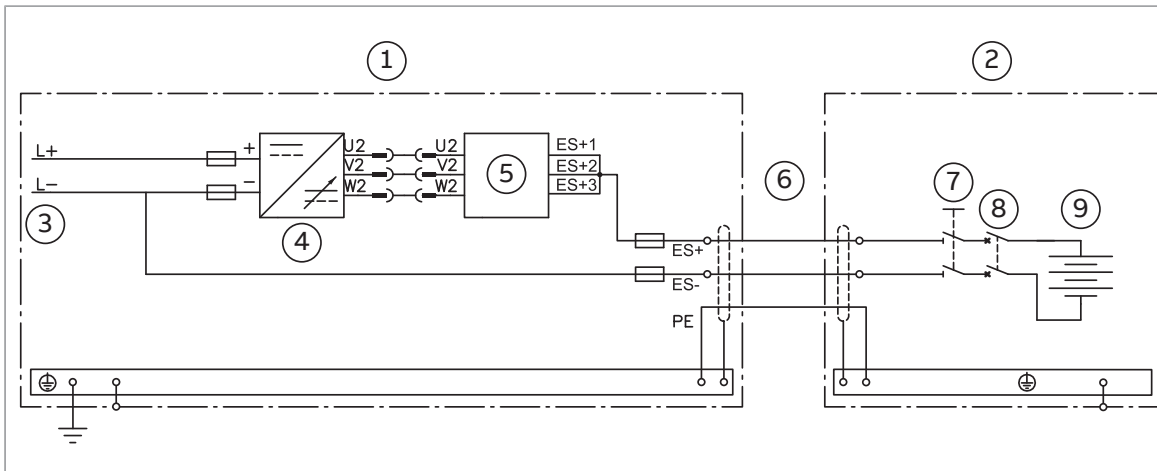 1
2
L+
+
U2
U2
ES+1
V2
V2
ES+2
L-
-
W2
W2
ES+3
5
6
7
8
9
3
4
ES+
ES-
PE